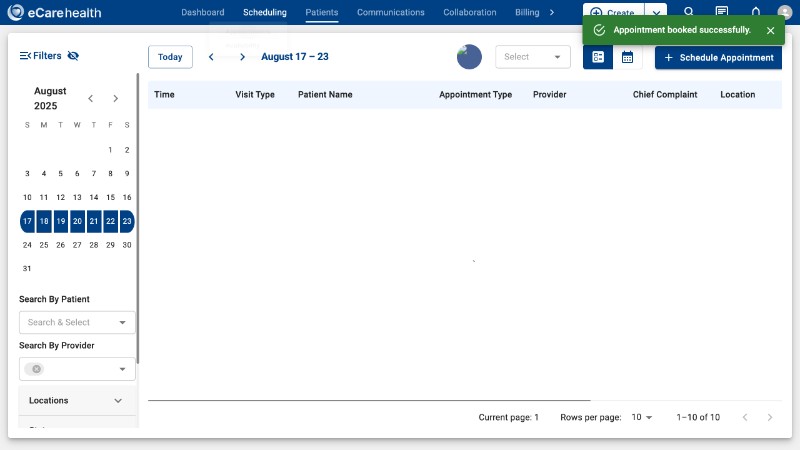 eCarehealth
Dashboard Scheduling Patients Communications Collaboration Billing Create
Appointment booked successfully.
Filters
Today August 17 – 23 Select Schedule Appointment
August 2025
S M T W T F S
1 2
3 4 5 6 7 8 9
10 11 12 13 14 15 16
17 18 19 20 21 22 23
24 25 26 27 28 29 30
31
Time Visit Type Patient Name Appointment Type Provider Chief Complaint Location
Search By Patient
Search & Select
Search By Provider
Locations
Current page: 1 Rows per page: 10 1–10 of 10